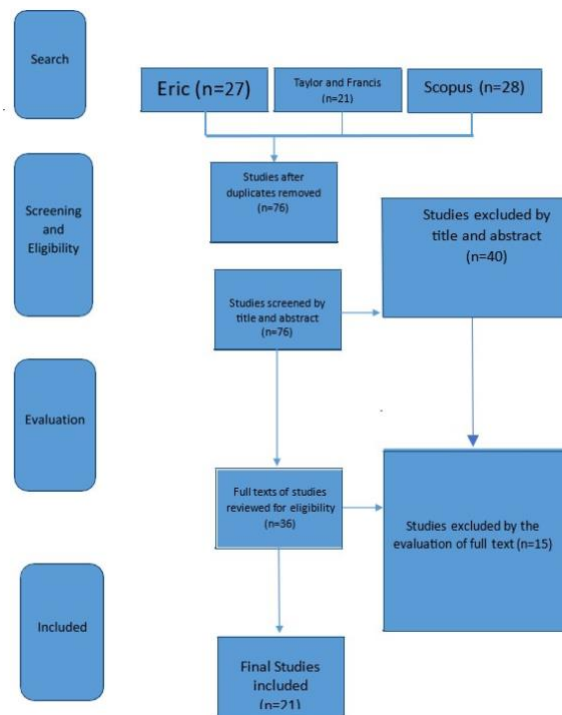 Search
Eric (n=27)
Taylor and Francis
(n=21)
Scopus (n=28)
Screening
and
Eligibility
Studies after
duplicates removed
(n=76)
Studies excluded by
title and abstract
(n=40)
Studies screened by
title and abstract
(n=76)
Evaluation
Full texts of studies
reviewed for eligibility
(n=36)
Studies excluded by the
evaluation of full text (n=15)
Included
Final Studies
included
(n=21)